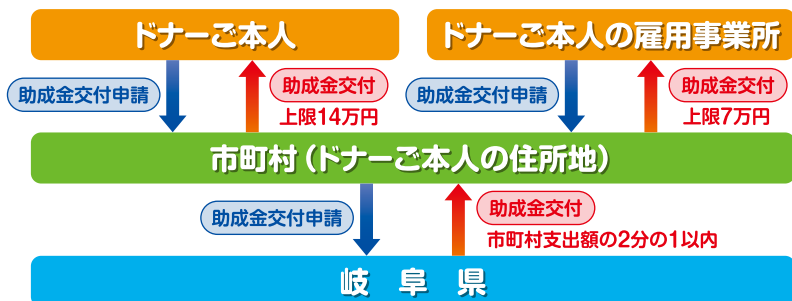 ドナーご本人
ドナーご本人の雇用事業所
助成金交付申請
助成金交付
上限14万円
助成金交付申請
助成金交付
上限7万円
市町村（ドナーご本人の住所地）
助成金交付申請
助成金交付
市町村支出額の2分の1以内
岐阜県